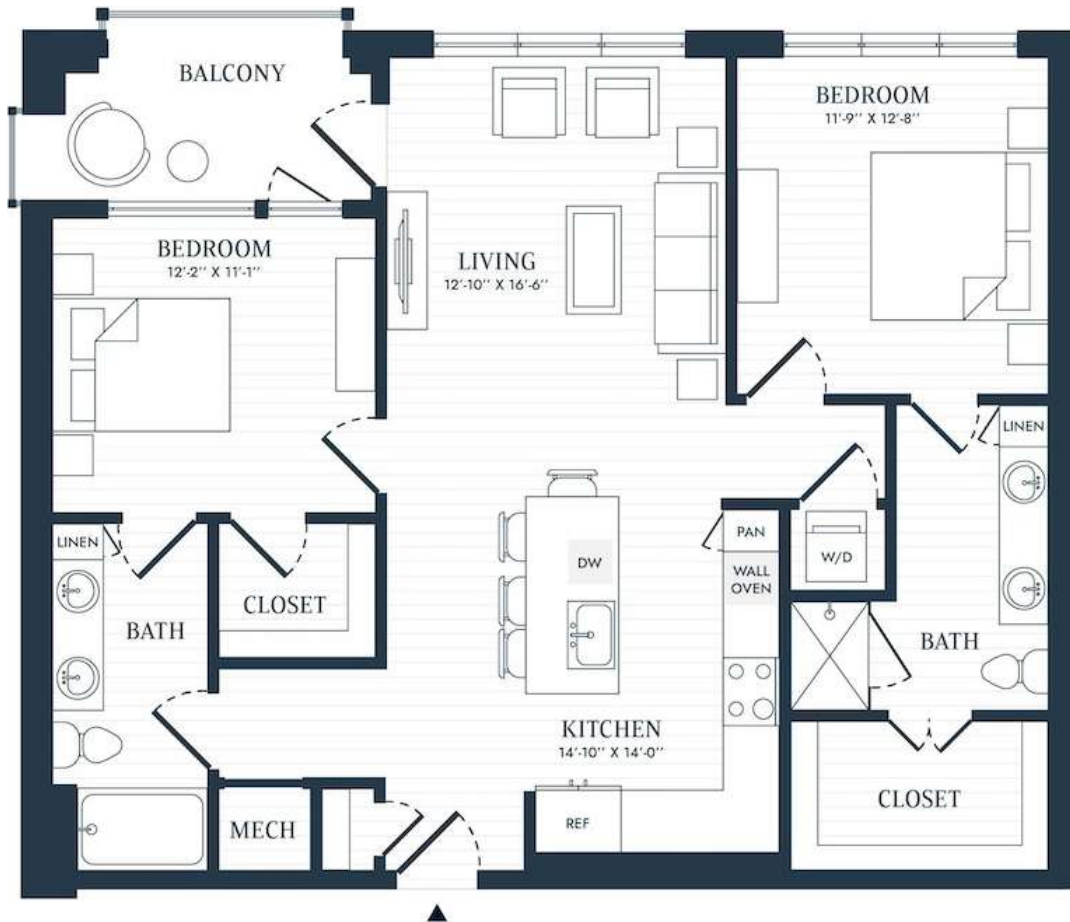 BALCONY
BEDROOM
11'-9'' X 12'-8''
BEDROOM
12'-2'' X 11'-1''
LIVING
12'-10'' X 16'-6''
LINEN
PAN
DW
W/D
WALL
OVEN
LINEN
CLOSET
BATH
BATH
KITCHEN
14'-10'' X 14'-0''
CLOSET
REF
MECH